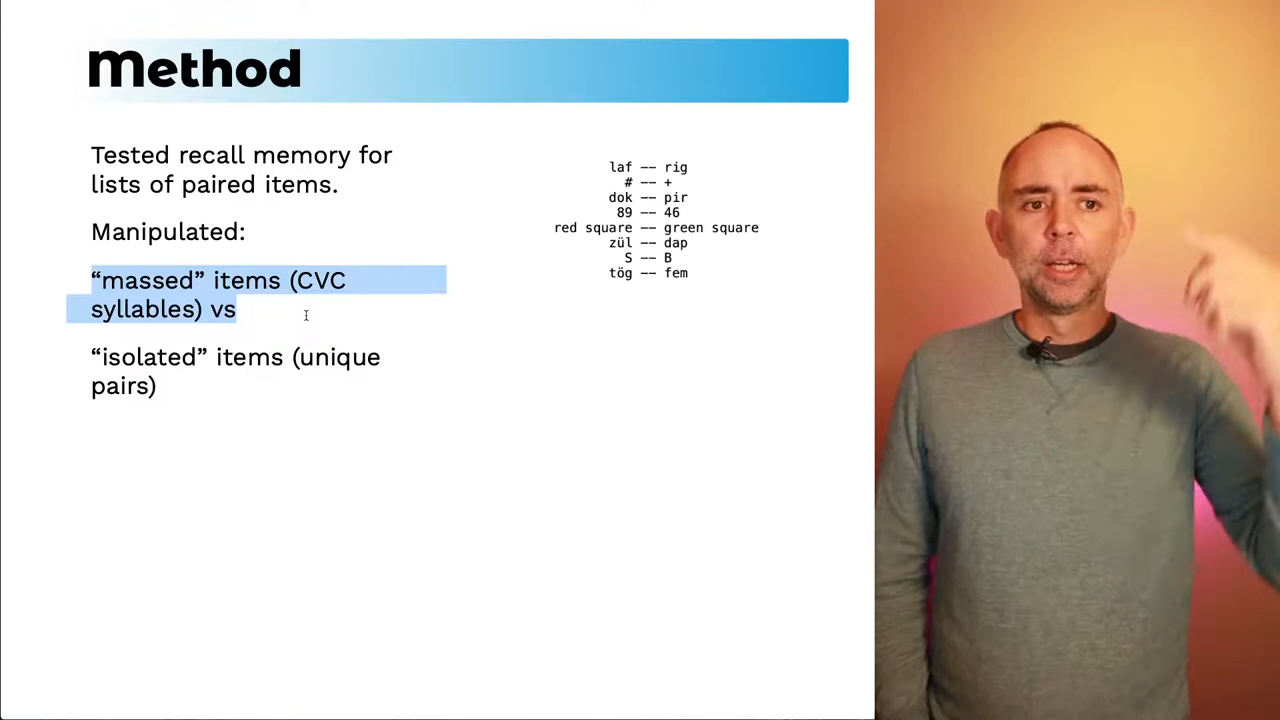 Method
Tested recall memory for
lists of paired items.
Manipulated:
“massed” items (CVC
syllables) vs
“isolated” items (unique
pairs)
laf -- rig
# -- +
dok -- pir
89 -- 46
red square -- green square
zül -- dap
S -- B
tög -- fem